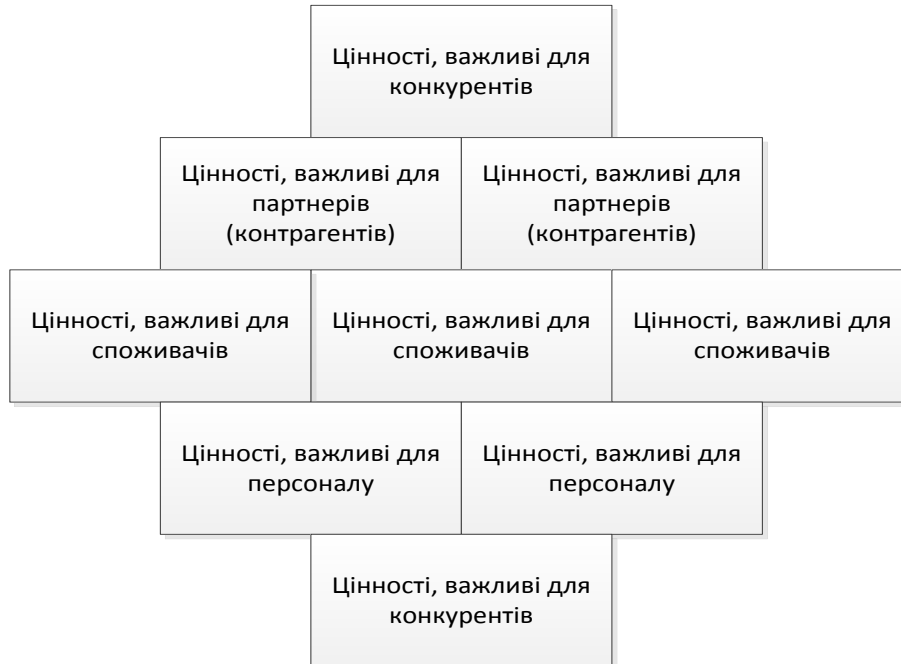 Цінності, важливі для
конкурентів
Цінності, важливі для
партнерів
(контрагентів)
Цінності, важливі для
партнерів
(контрагентів)
Цінності, важливі для
споживачів
Цінності, важливі для
споживачів
Цінності, важливі для
споживачів
Цінності, важливі для
персоналу
Цінності, важливі для
персоналу
Цінності, важливі для
конкурентів